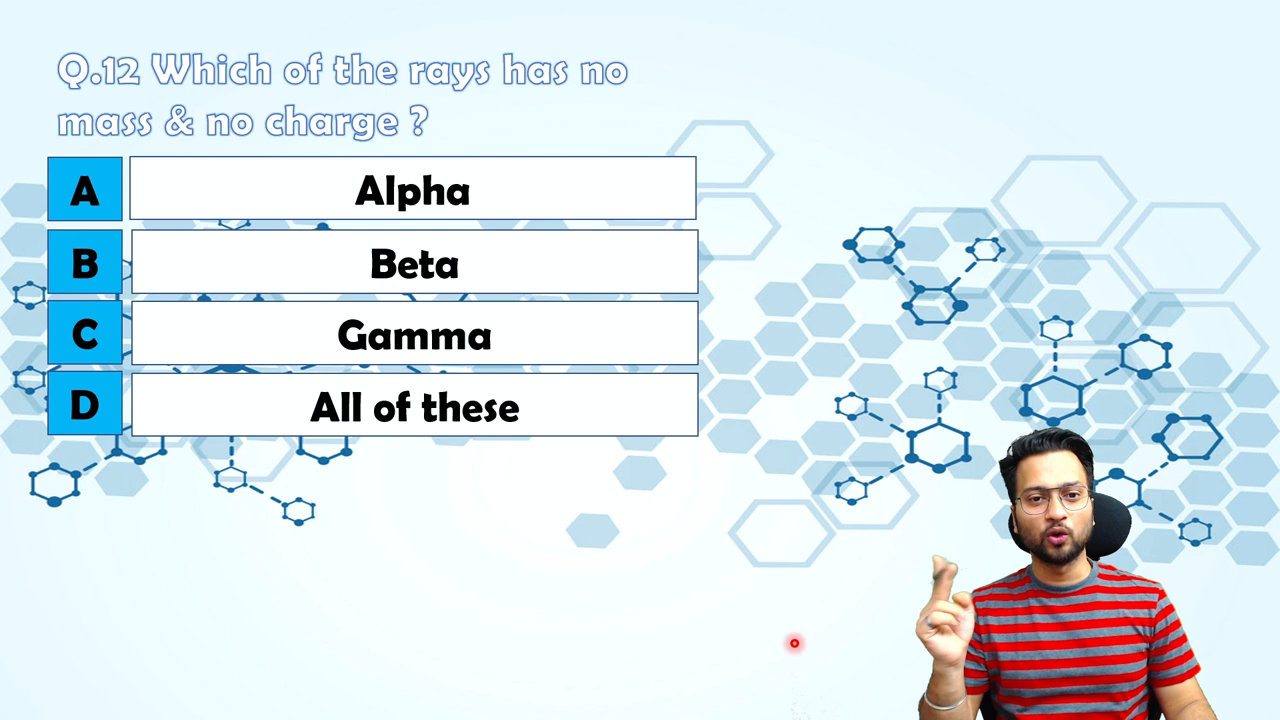 Q.12 Which of the rays has no
mass & no charge ?
A Alpha
B Beta
C Gamma
D All of these